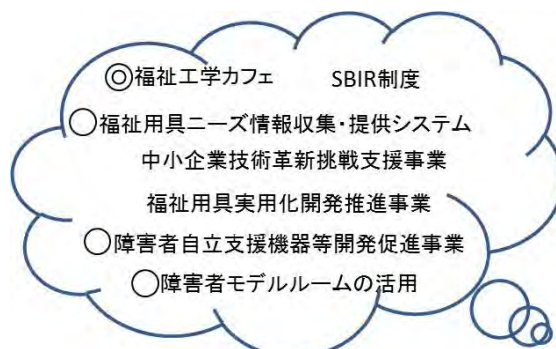 ◎福祉工学カフェ SBIR制度
○福祉用具ニーズ情報収集・提供システム
中小企業技術革新挑戦支援事業
福祉用具実用化開発推進事業
○障害者自立支援機器等開発促進事業
○障害者モデルルームの活用